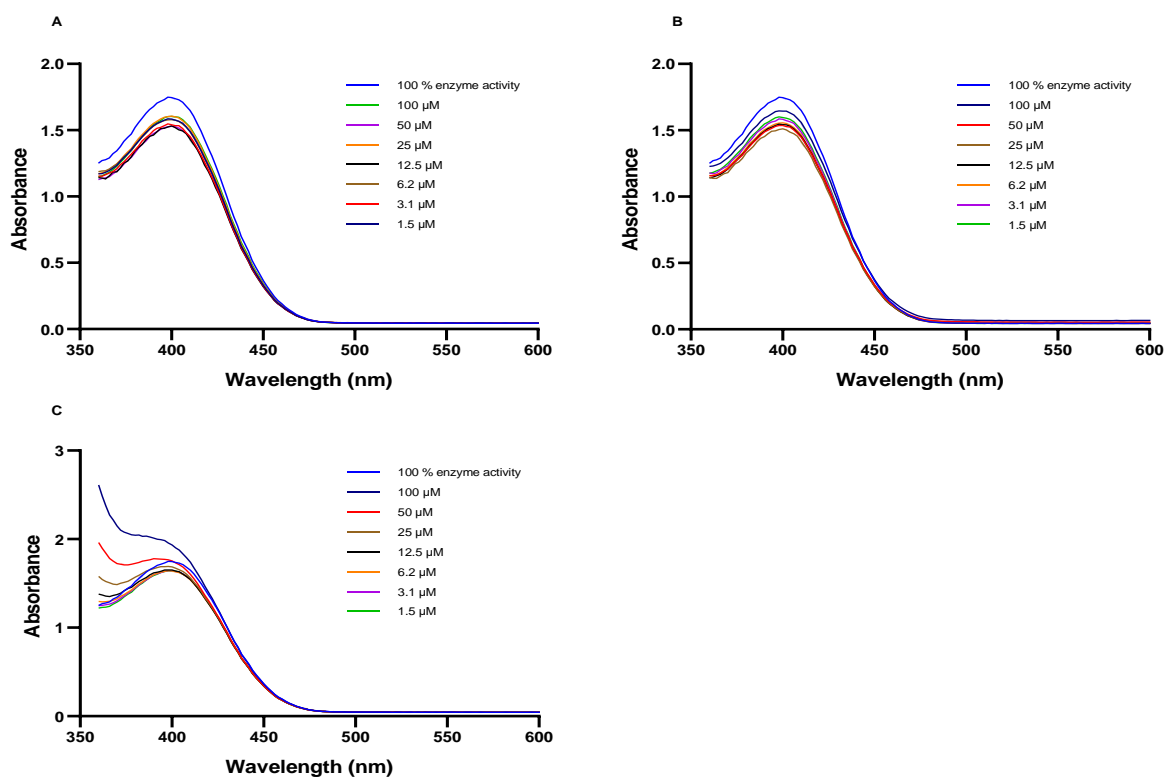 A
2.0
1.5
1.0
0.5
0.0
350 400 450 500 550 600
Absorbance
Wavelength (nm)
100 % enzyme activity
100 µM
50 µM
25 µM
12.5 µM
6.2 µM
3.1 µM
1.5 µM
B
2.0
1.5
1.0
0.5
0.0
350 400 450 500 550 600
Absorbance
Wavelength (nm)
100 % enzyme activity
100 µM
50 µM
25 µM
12.5 µM
6.2 µM
3.1 µM
1.5 µM
C
3
2
1
0
350 400 450 500 550 600
Absorbance
Wavelength (nm)
100 % enzyme activity
100 µM
50 µM
25 µM
12.5 µM
6.2 µM
3.1 µM
1.5 µM